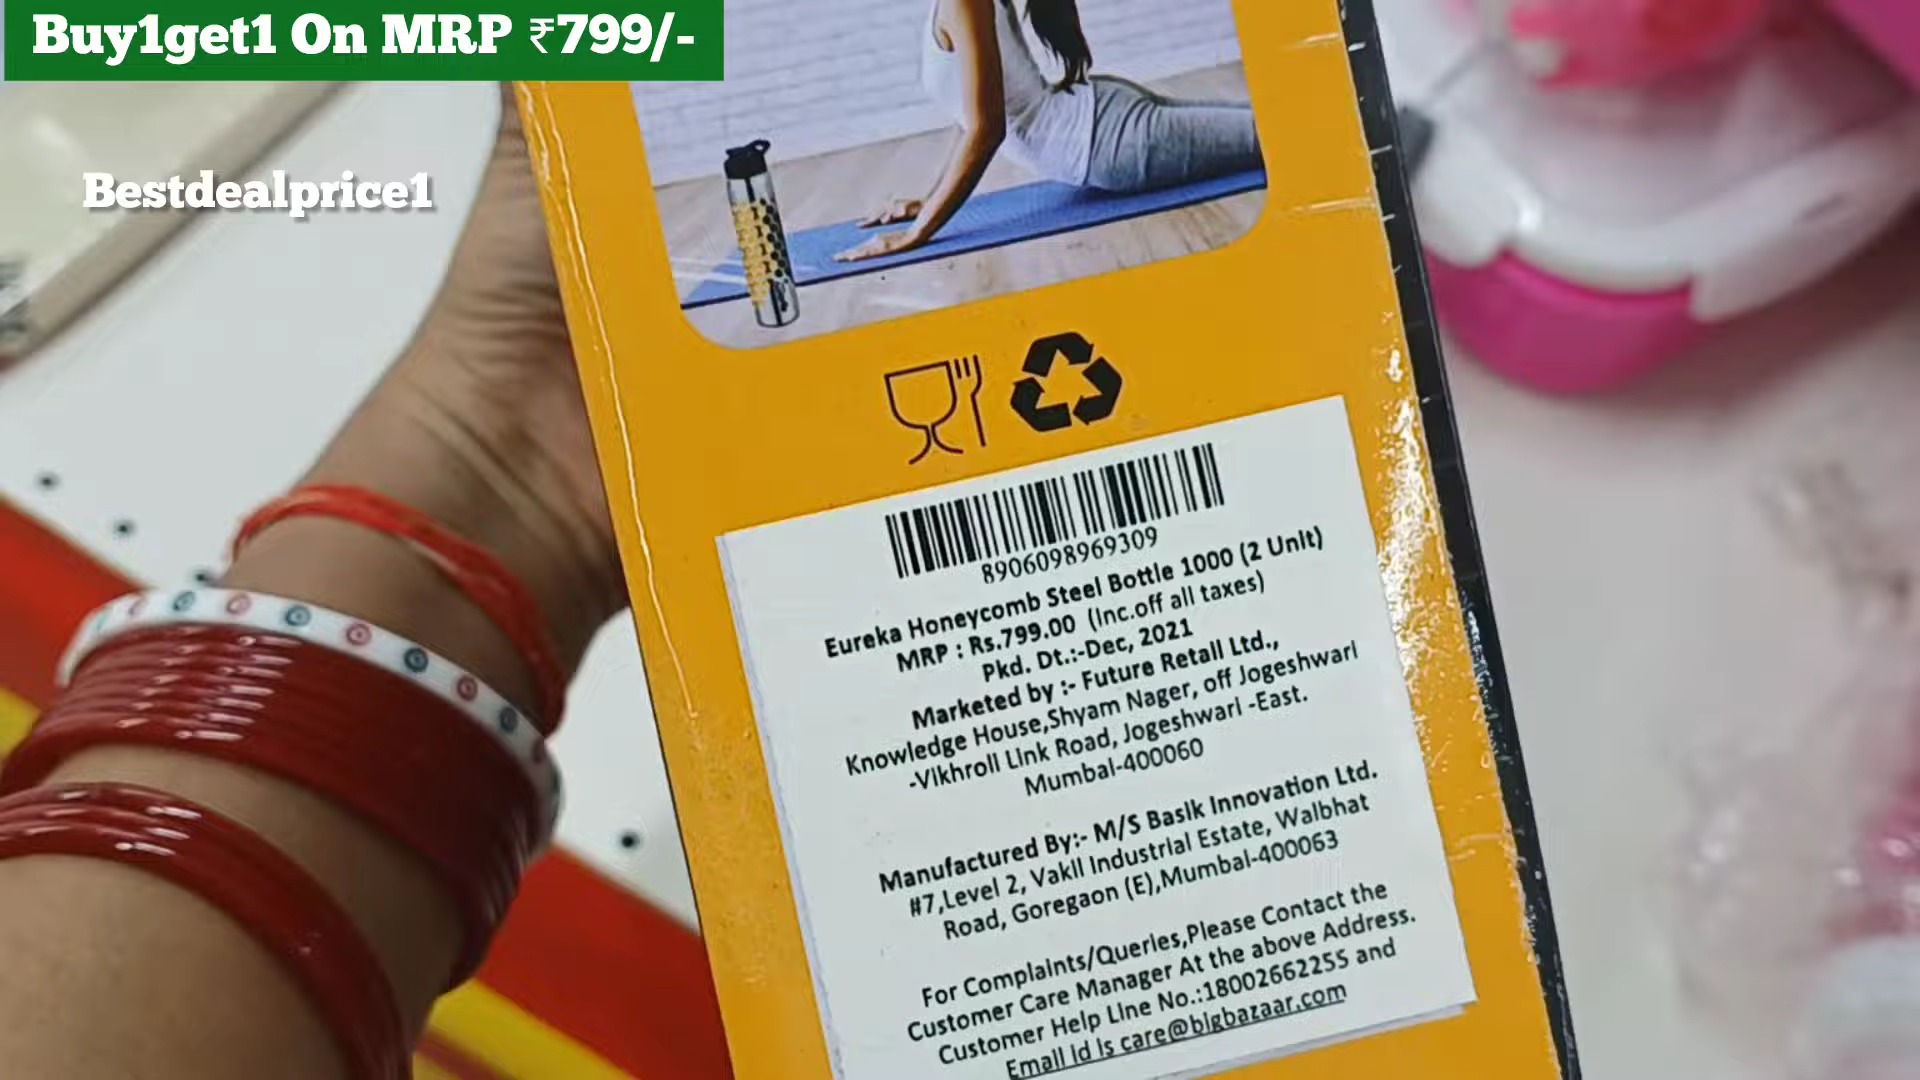 Buy1get1 On MRP ₹799/-
Bestdealprice1
8906098969309
Eureka Honeycomb Steel Bottle 1000 (2 Unit)
MRP : Rs.799.00 (Inc.off all taxes)
Pkd. Dt.:-Dec, 2021
Marketed by :- Future Retail Ltd.,
Knowledge House,Shyam Nager, off Jogeshwari
-Vikhroll Link Road, Jogeshwari -East.
Mumbai-400060
Manufactured By:- M/S Basik Innovation Ltd.
#7,Level 2, Vakil Industrial Estate, Walbhat
Road, Goregaon (E),Mumbai-400063
For Complaints/Queries,Please Contact the
Customer Care Manager At the above Address.
Customer Help Line No.:18002662255 and
Email id is care@bigbazaar.com